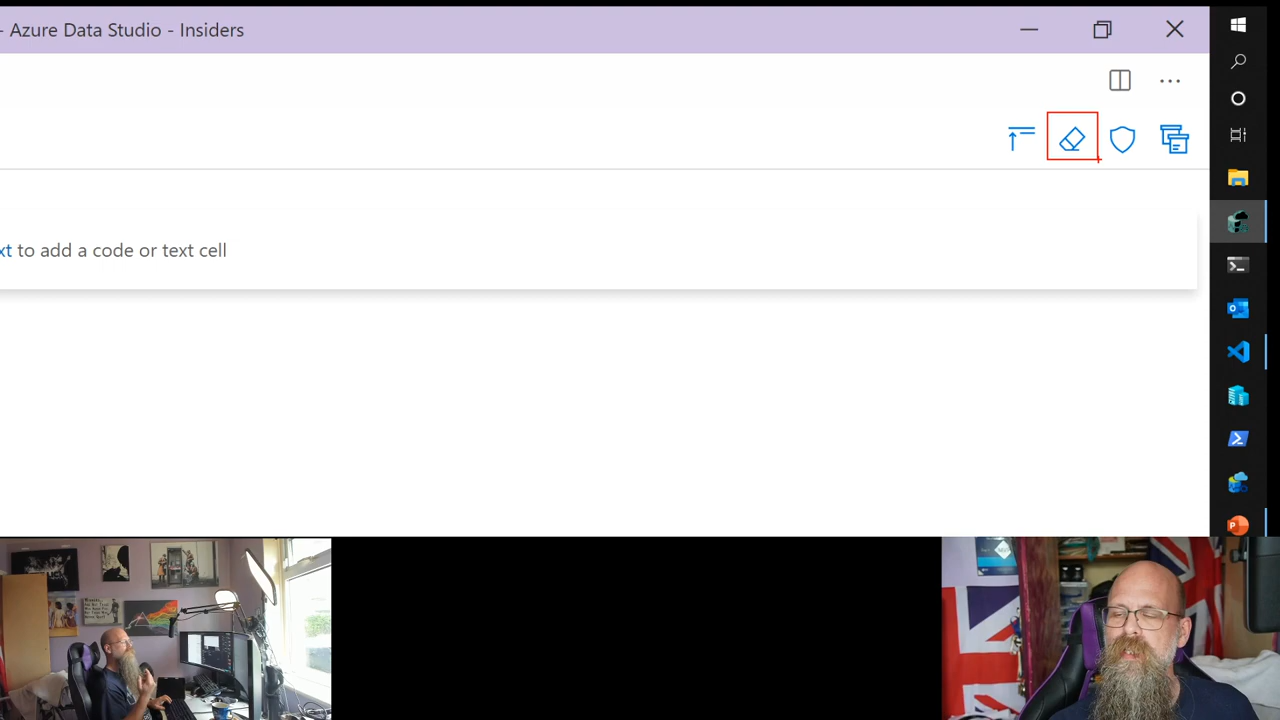 - Azure Data Studio - Insiders
xt to add a code or text cell